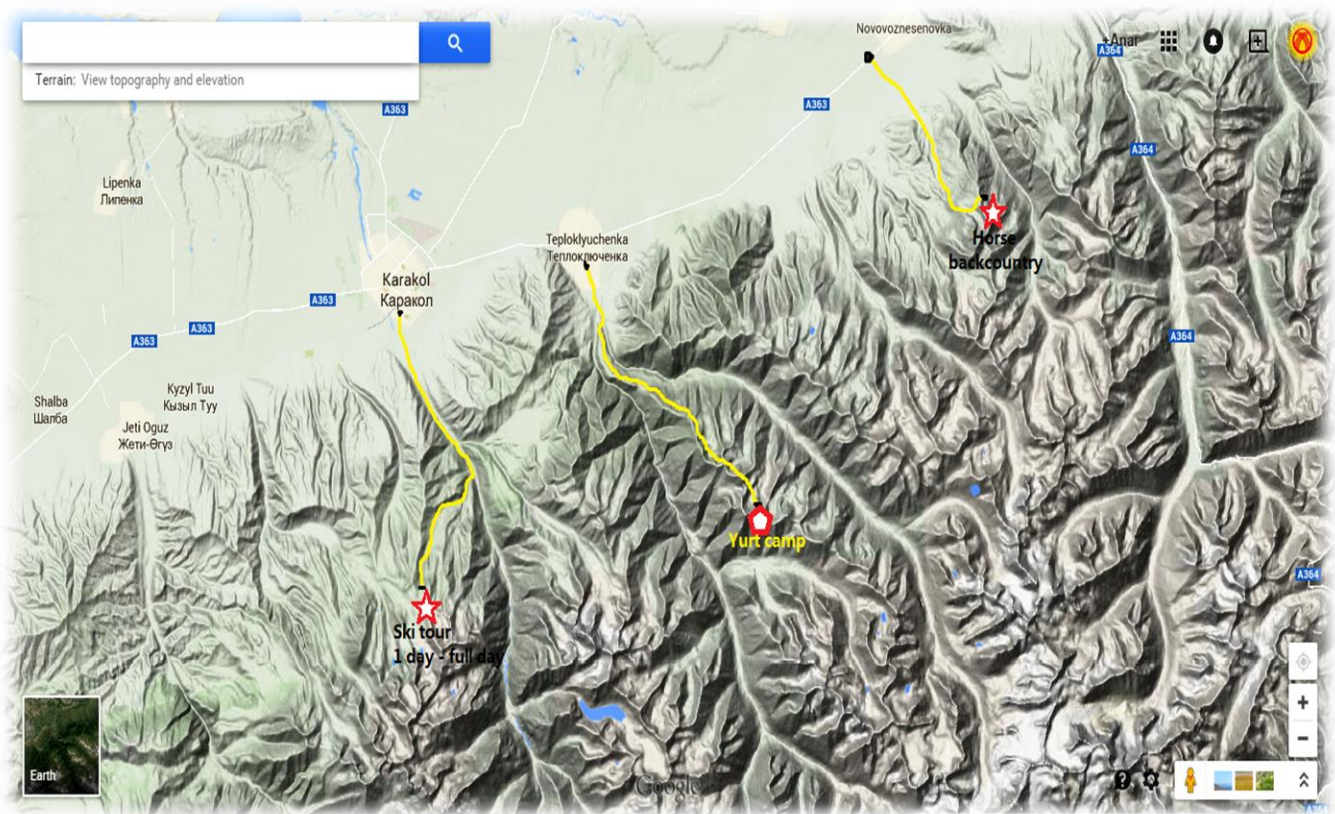 Novovoznesenovka
+Anar
A364
Terrain: View topography and elevation
A363
A363
A364
Lipenka
Липенка
Horse
backcountry
Teploklyuchenka
Теплоключенка
Karakol
Каракол
A363
A363
A363
A364
Kyzyl Tuu
Кызыл Туу
Shalba
Шалба
Jeti Oguz
Жети-Өгүз
Yurt camp
A364
Ski tour
1 day - full day
Earth
Google
A364
A364